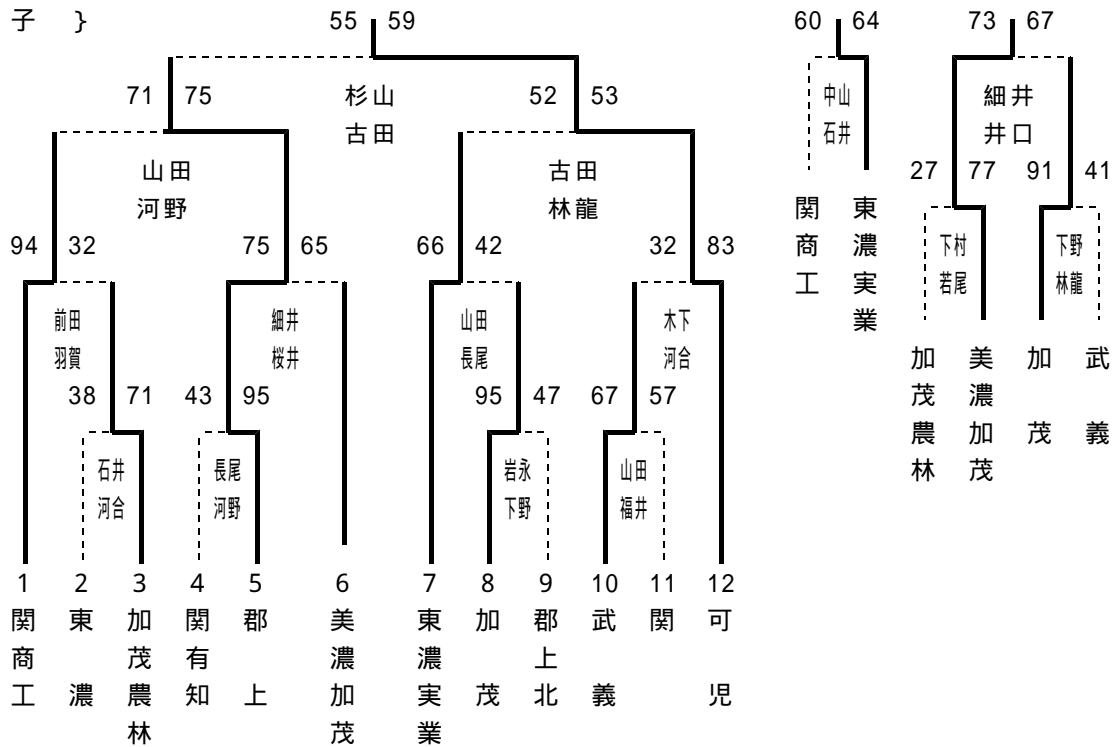 子 }
55 59
60 64
73 67
71 75
杉山
古田
52 53
中山
石井
細井
井口
山田
河野
古田
林龍
27 77
91 41
関商工
東濃実業
94 32
75 65
66 42
32 83
下村
若尾
下野
林龍
前田
羽賀
細井
桜井
山田
長尾
木下
河合
加茂農林
美濃加茂
加茂
武義
38 71
43 95
95 47
67 57
石井
河合
長尾
河野
岩永
下野
山田
福井
1 2 3 4 5 6 7 8 9 10 11 12
関商工
東濃
加茂農林
関有知
郡上
美濃加茂
東濃実業
加茂
郡上北
武義
関
可児